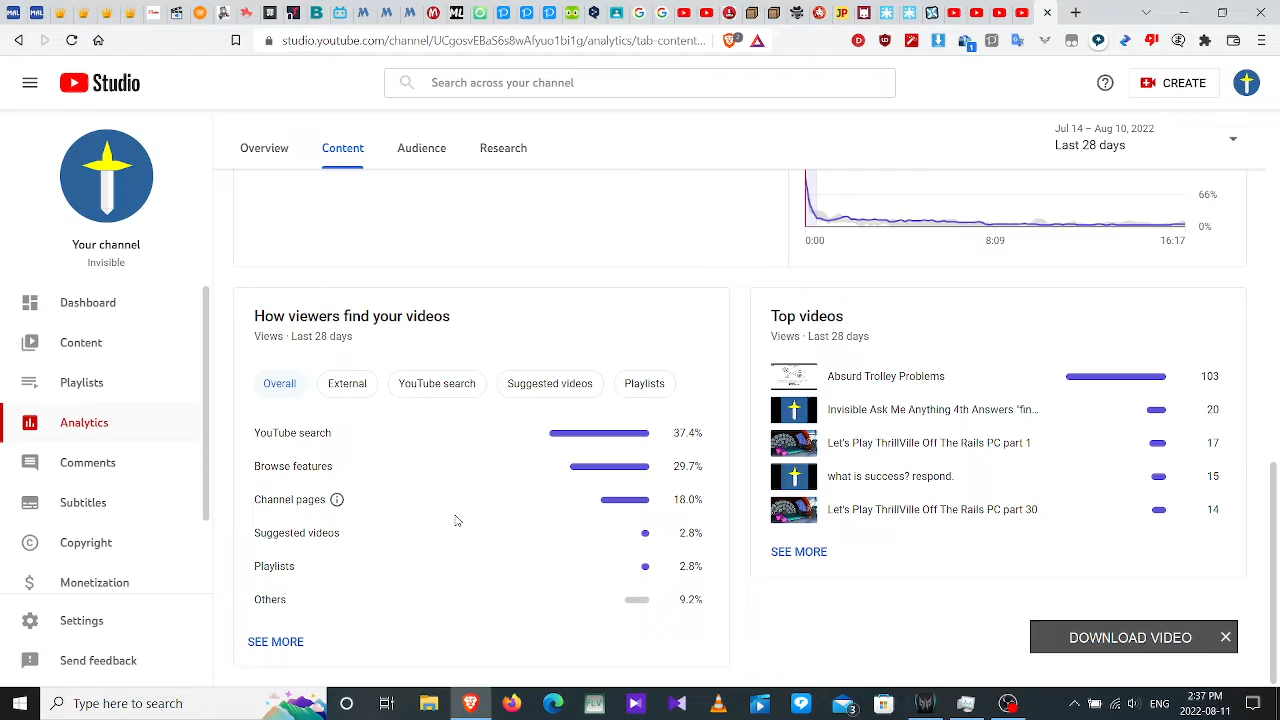 studio.youtube.com/channel/UCgosvEBaS6s8wAfyuo1bi1g/analytics/tab-content...
Studio
Search across your channel
CREATE
Your channel
Invisible
Dashboard
Content
Playlists
Analytics
Comments
Subtitles
Copyright
Monetization
Settings
Send feedback
Overview
Content
Audience
Research
Jul 14 – Aug 10, 2022
Last 28 days
66%
0%
0:00
8:09
16:17
How viewers find your videos
Views · Last 28 days
Overall
External
YouTube search
Suggested videos
Playlists
YouTube search 37.4%
Browse features 29.7%
Channel pages 18.0%
Suggested videos 2.8%
Playlists 2.8%
Others 9.2%
SEE MORE
Top videos
Views · Last 28 days
Absurd Trolley Problems 103
Invisible Ask Me Anything 4th Answers "fin... 20
Let's Play ThrillVille Off The Rails PC part 1 17
what is success? respond. 15
Let's Play ThrillVille Off The Rails PC part 30 14
SEE MORE
DOWNLOAD VIDEO
Type here to search
2:37 PM
2022-08-11